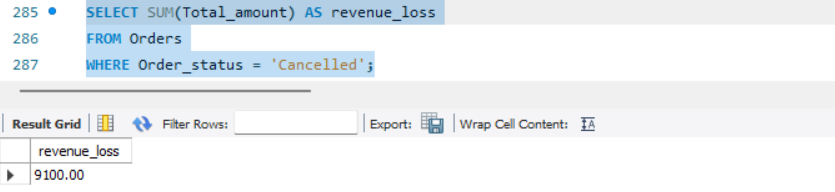 285 SELECT SUM(Total_amount) AS revenue_loss
286 FROM Orders
287 WHERE Order_status = 'Cancelled';
Result Grid Filter Rows: Export: Wrap Cell Content: IA
revenue_loss
9100.00